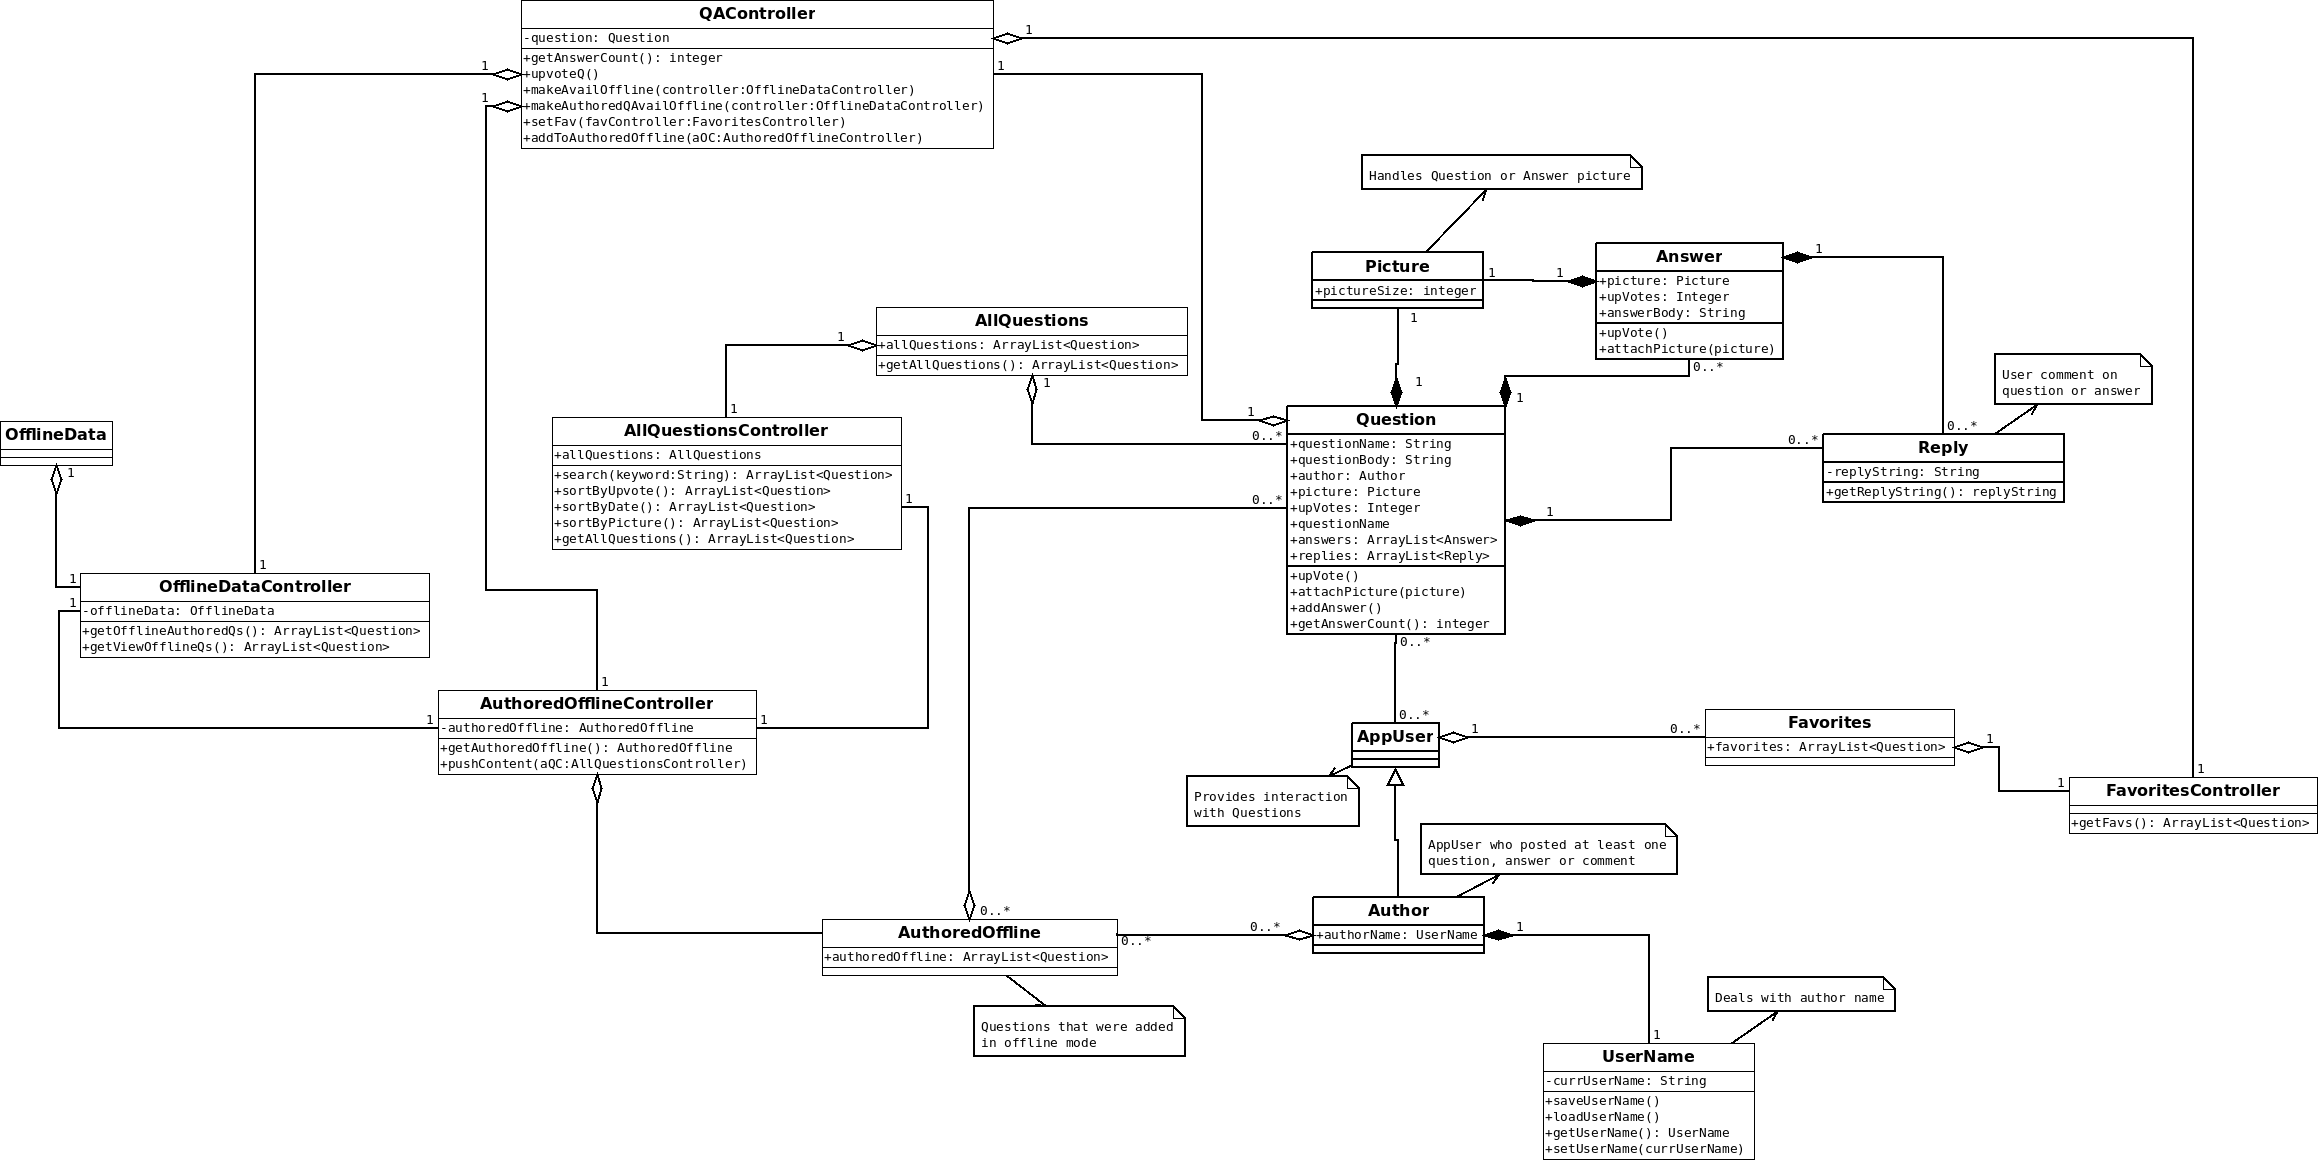 QAController
-question: Question
+getAnswerCount(): integer
+upvoteQ()
+makeAvailOffline(controller:OfflineDataController)
+makeAuthoredQAvailOffline(controller:OfflineDataController)
+setFav(favController:FavoritesController)
+addToAuthoredOffline(aOC:AuthoredOfflineController)
1
1
1
1
Handles Question or Answer picture
Picture
+pictureSize: integer
1
1
1
1
Answer
+picture: Picture
+upVotes: Integer
+answerBody: String
+upVote()
+attachPicture(picture)
1
0..*
1
AllQuestions
+allQuestions: ArrayList<Question>
+getAllQuestions(): ArrayList<Question>
1
1
1
User comment on
question or answer
OfflineData
1
AllQuestionsController
+allQuestions: AllQuestions
+search(keyword:String): ArrayList<Question>
+sortByUpvote(): ArrayList<Question>
+sortByDate(): ArrayList<Question>
+sortByPicture(): ArrayList<Question>
+getAllQuestions(): ArrayList<Question>
1
Question
+questionName: String
+questionBody: String
+author: Author
+picture: Picture
+upVotes: Integer
+questionName
+answers: ArrayList<Answer>
+replies: ArrayList<Reply>
+upVote()
+attachPicture(picture)
+addAnswer()
+getAnswerCount(): integer
1
0..*
0..*
1
0..*
0..*
0..*
Reply
-replyString: String
+getReplyString(): replyString
OfflineDataController
-offlineData: OfflineData
+getOfflineAuthoredQs(): ArrayList<Question>
+getViewOfflineQs(): ArrayList<Question>
1
1
1
AuthoredOfflineController
-authoredOffline: AuthoredOffline
+getAuthoredOffline(): AuthoredOffline
+pushContent(aQC:AllQuestionsController)
1
1
1
0..*
AppUser
1
0..*
Favorites
+favorites: ArrayList<Question>
1
1
1
FavoritesController
+getFavs(): ArrayList<Question>
Provides interaction
with Questions
AppUser who posted at least one
question, answer or comment
AuthoredOffline
+authoredOffline: ArrayList<Question>
0..*
0..*
0..*
Author
+authorName: UserName
1
Questions that were added
in offline mode
Deals with author name
1
UserName
-currUserName: String
+saveUserName()
+loadUserName()
+getUserName(): UserName
+setUserName(currUserName)